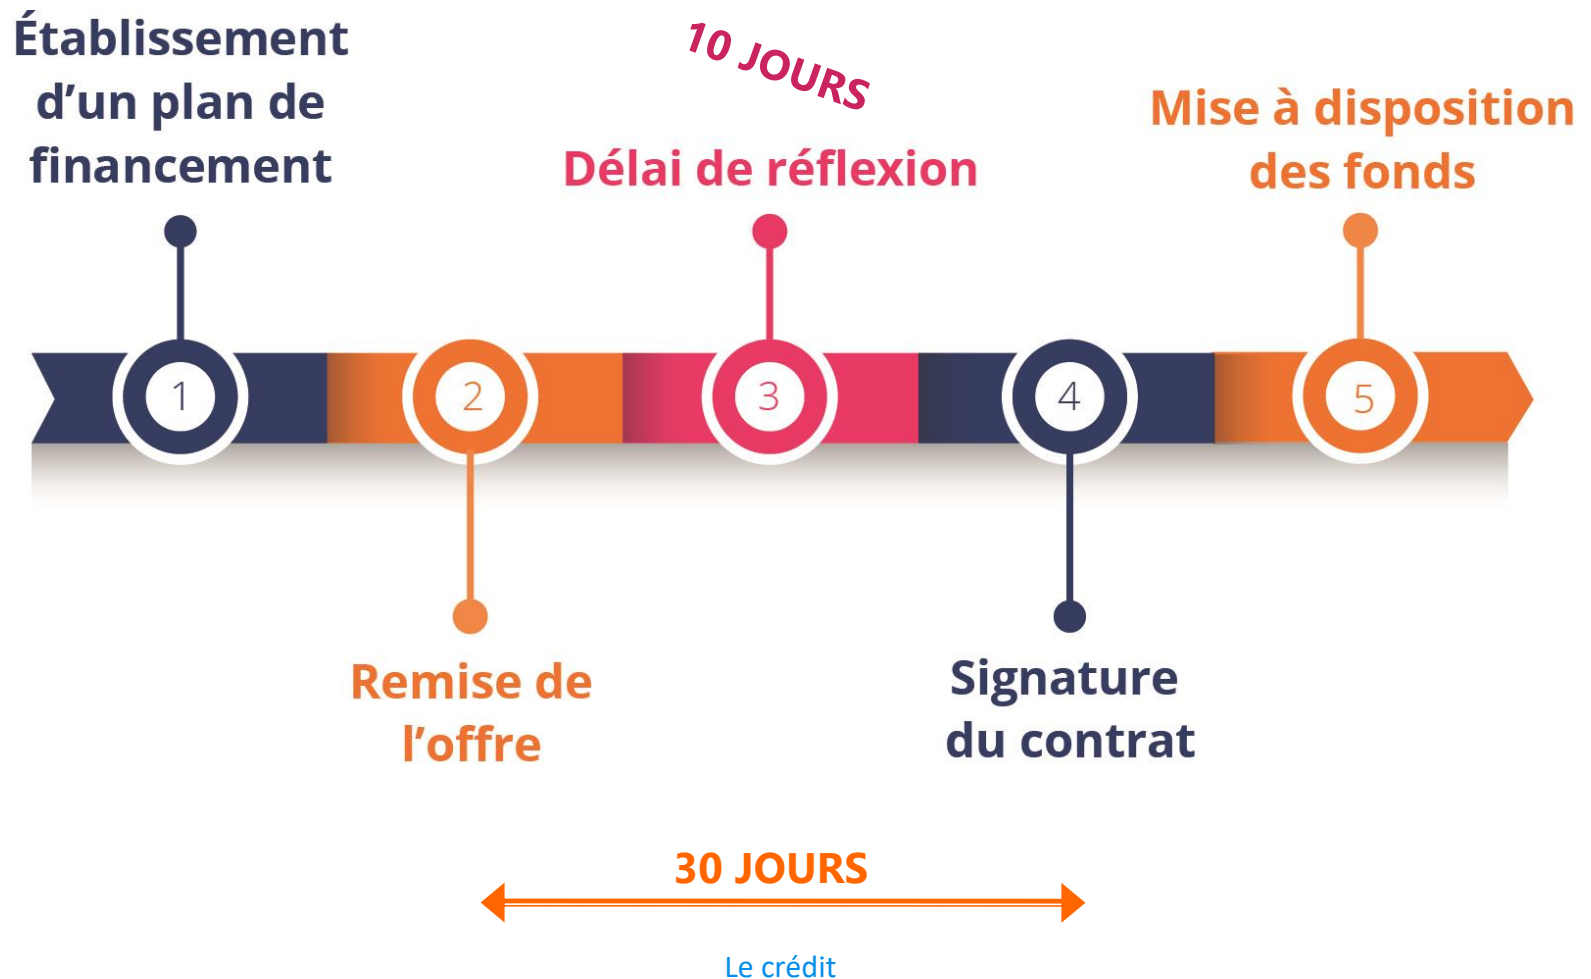 Établissement
d’un plan de
financement
10 JOURS
Délai de réflexion
Mise à disposition
des fonds
1
2
3
4
5
Remise de
l’offre
Signature
du contrat
30 JOURS
Le crédit